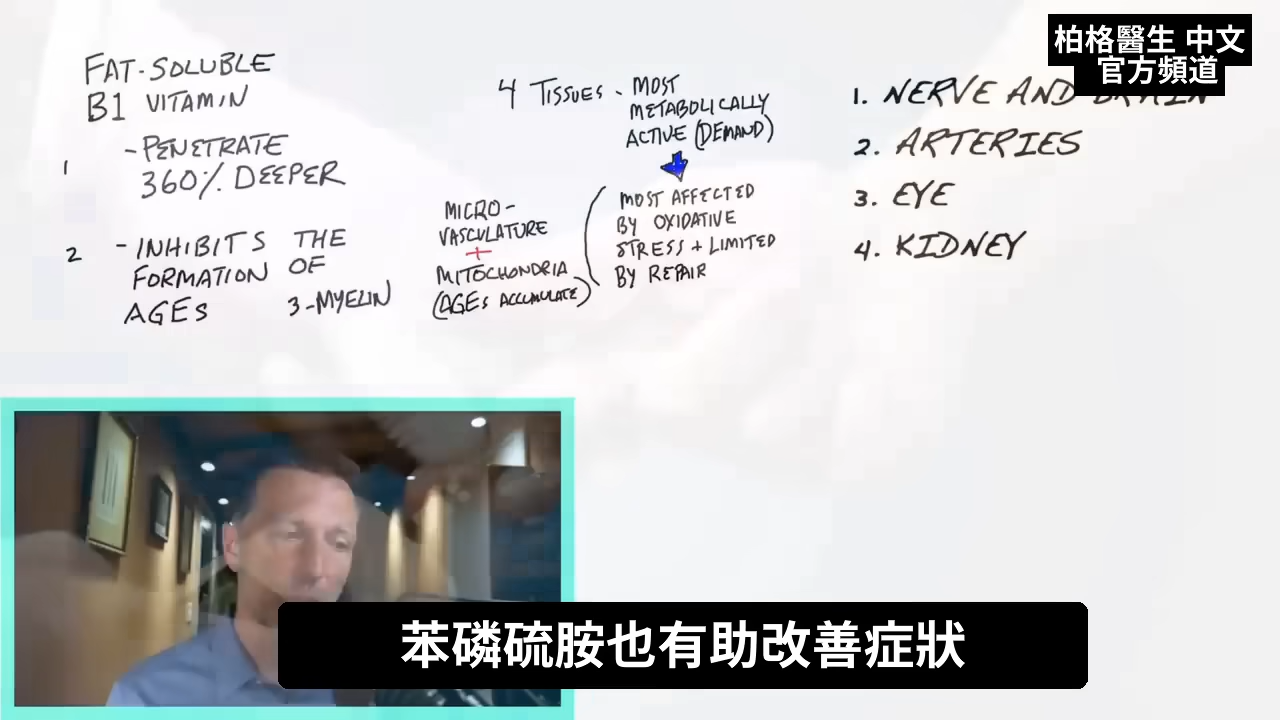 柏格醫生 中文
官方頻道
FAT-SOLUBLE
B1 VITAMIN
1 - PENETRATE
360% DEEPER
2 - INHIBITS THE
FORMATION OF
AGES 3-MYELIN
4 TISSUES - MOST
METABOLICALLY
ACTIVE (DEMAND)
MICRO-
VASCULATURE
+
MITOCHONDRIA
(AGES ACCUMULATE)
MOST AFFECTED
BY OXIDATIVE
STRESS + LIMITED
BY REPAIR
1. NERVE AND BRAIN
2. ARTERIES
3. EYE
4. KIDNEY
苯磷硫胺也有助改善症狀